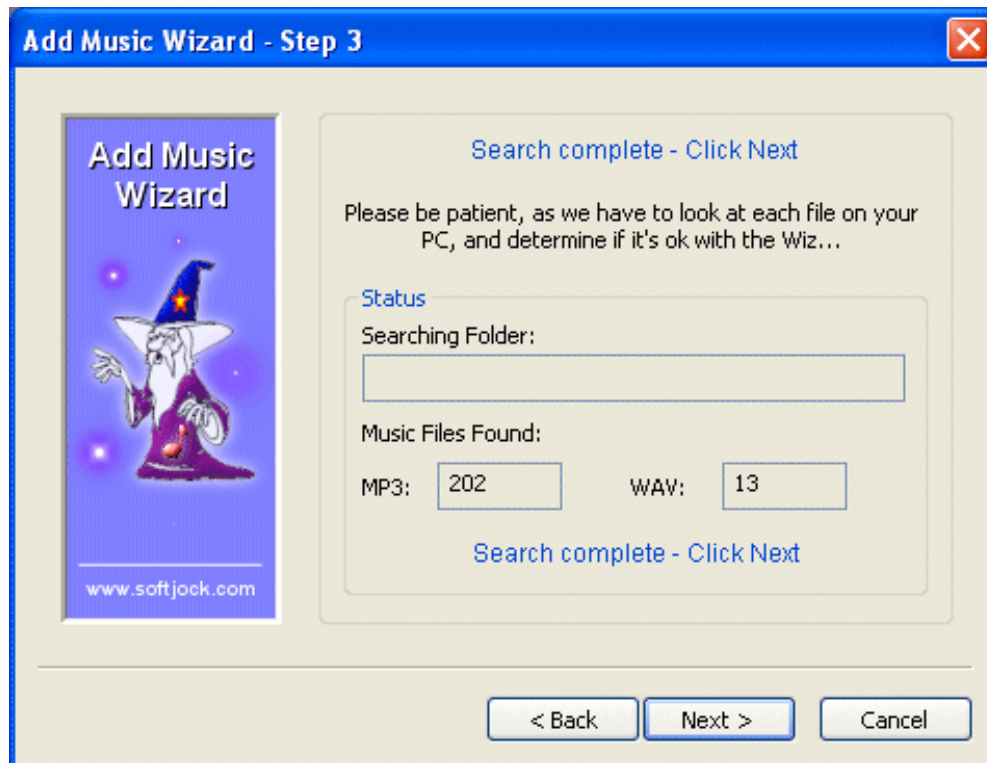 Add Music Wizard - Step 3
Add Music
Wizard
www.softjock.com
Search complete - Click Next
Please be patient, as we have to look at each file on your
PC, and determine if it's ok with the Wiz...
Status
Searching Folder:
Music Files Found:
MP3: 202 WAV: 13
Search complete - Click Next
< Back Next > Cancel